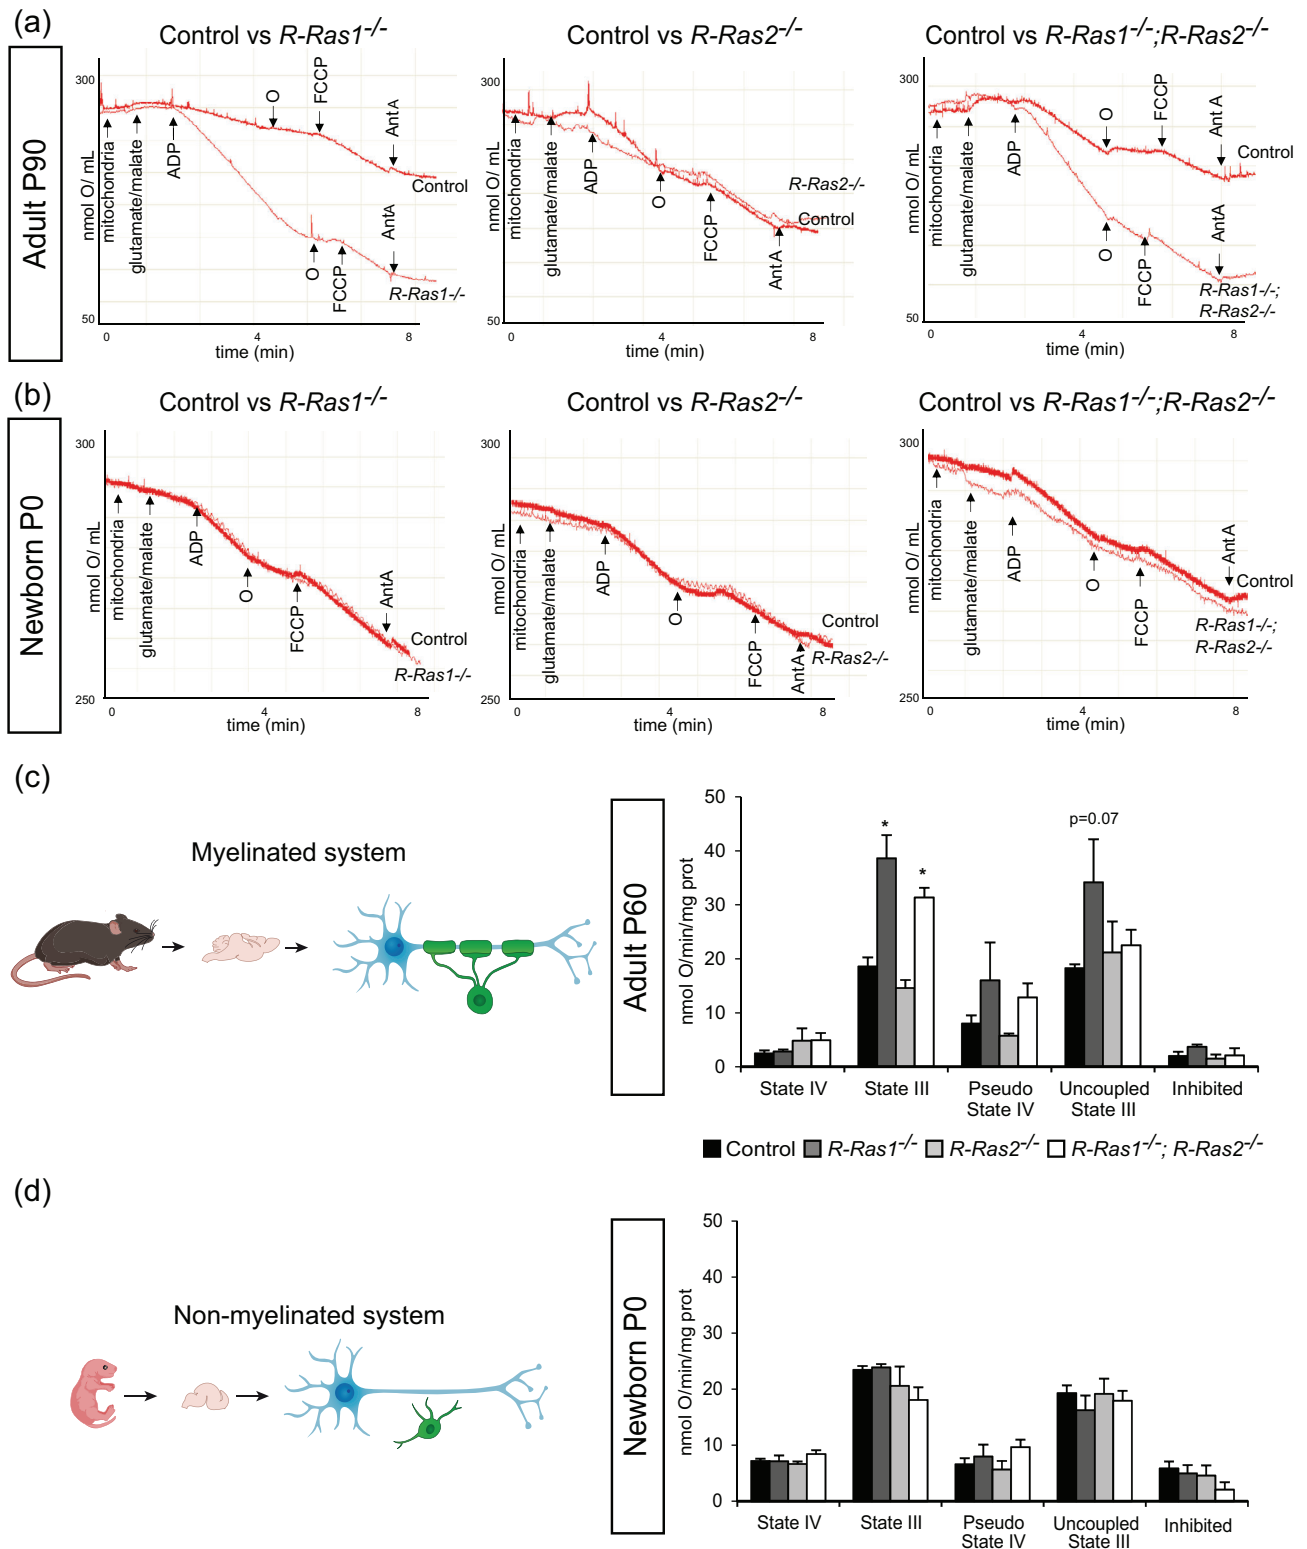 (a)
Adult P90
Control vs R-Ras1-/-
300
nmol O/ mL
50
mitochondria
glutamate/malate
ADP
O
FCCP
Ant A
Control
O
FCCP
AntA
R-Ras1-/-
0 4 8
time (min)
Control vs R-Ras2-/-
300
nmol O/ mL
50
mitochondria
glutamate/malate
ADP
O
FCCP
Ant A
R-Ras2-/-
Control
0 4 8
time (min)
Control vs R-Ras1-/-;R-Ras2-/-
300
nmol O/ mL
50
mitochondria
glutamate/malate
ADP
O
FCCP
Ant A
Control
O
FCCP
AntA
R-Ras1-/-;
R-Ras2-/-
0 4 8
time (min)
(b)
Newborn P0
Control vs R-Ras1-/-
300
nmol O/ mL
250
mitochondria
glutamate/malate
ADP
O
FCCP
AntA
Control
R-Ras1-/-
0 4 8
time (min)
Control vs R-Ras2-/-
300
nmol O/ mL
250
mitochondria
glutamate/malate
ADP
O
FCCP
AntA
Control
R-Ras2-/-
0 4 8
time (min)
Control vs R-Ras1-/-;R-Ras2-/-
300
nmol O/ mL
250
mitochondria
glutamate/malate
ADP
O
FCCP
AntA
Control
R-Ras1-/-;
R-Ras2-/-
0 4 8
time (min)
(c)
Myelinated system
Adult P60
nmol O/min/mg prot
50
40
30
20
10
0
*
*
p=0.07
State IV
State III
Pseudo
State IV
Uncoupled
State III
Inhibited
Control R-Ras1-/- R-Ras2-/- R-Ras1-/-; R-Ras2-/-
(d)
Non-myelinated system
Newborn P0
nmol O/min/mg prot
50
40
30
20
10
0
State IV
State III
Pseudo
State IV
Uncoupled
State III
Inhibited